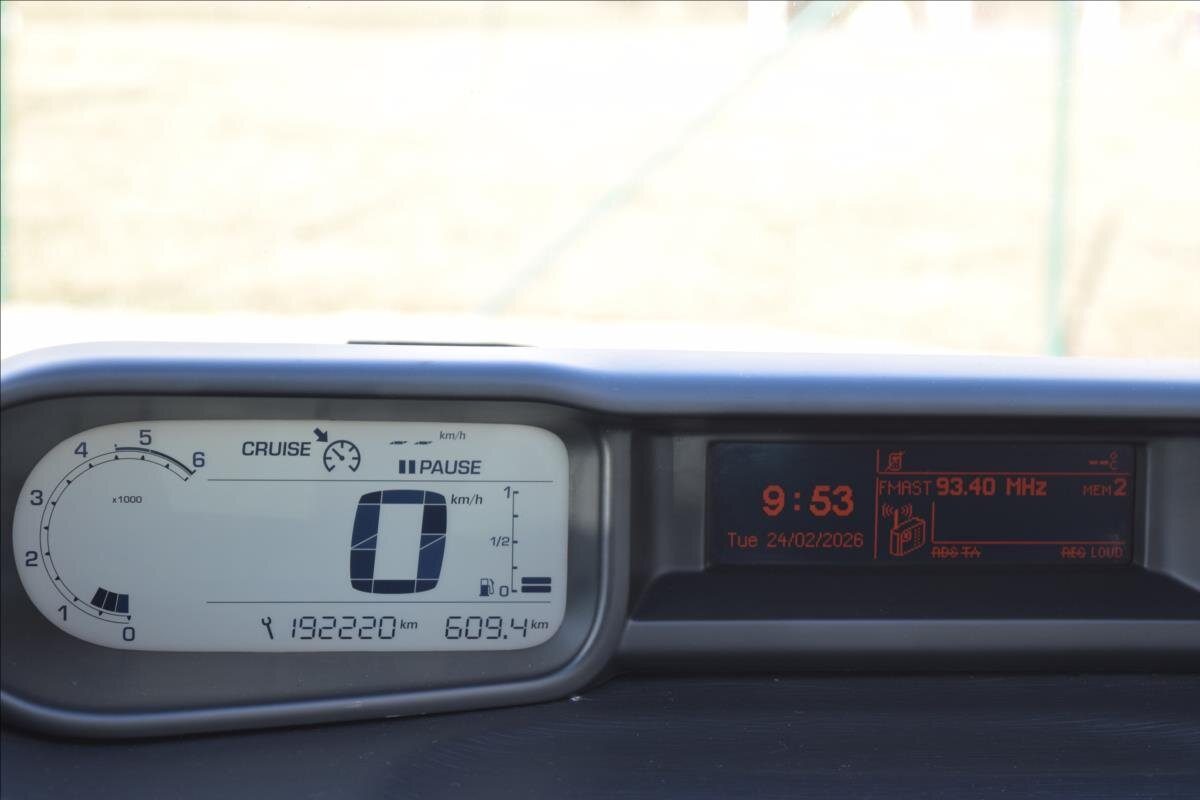 CRUISE -- km/h
PAUSE
6
5
4
3
2
1
0
x1000
0 km/h
1
1/2
0
192220 km 609.4 km
--°C
FMAST 93.40 MHz MEM 2
9:53
Tue 24/02/2026
RDS TA REG LOUD